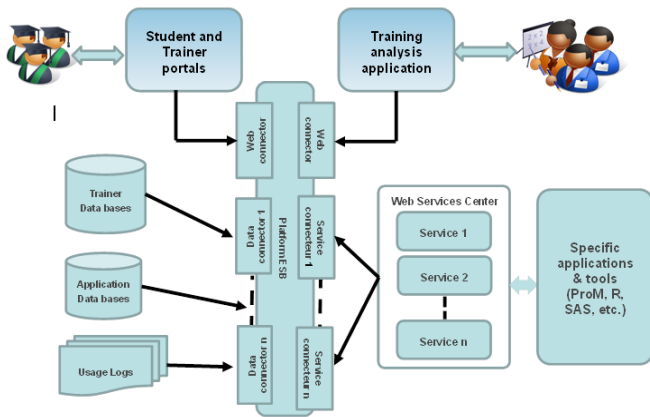 Student and
Trainer
portals
Training
analysis
application
Web
connector
Web
connector
Trainer
Data bases
Data
connector 1
Platform ESB
Service
connecteur 1
Web Services Center
Service 1
Service 2
Service n
Specific
applications
& tools
(ProM, R,
SAS, etc.)
Application
Data bases
Usage Logs
Data
connector n
Service
connecteur n